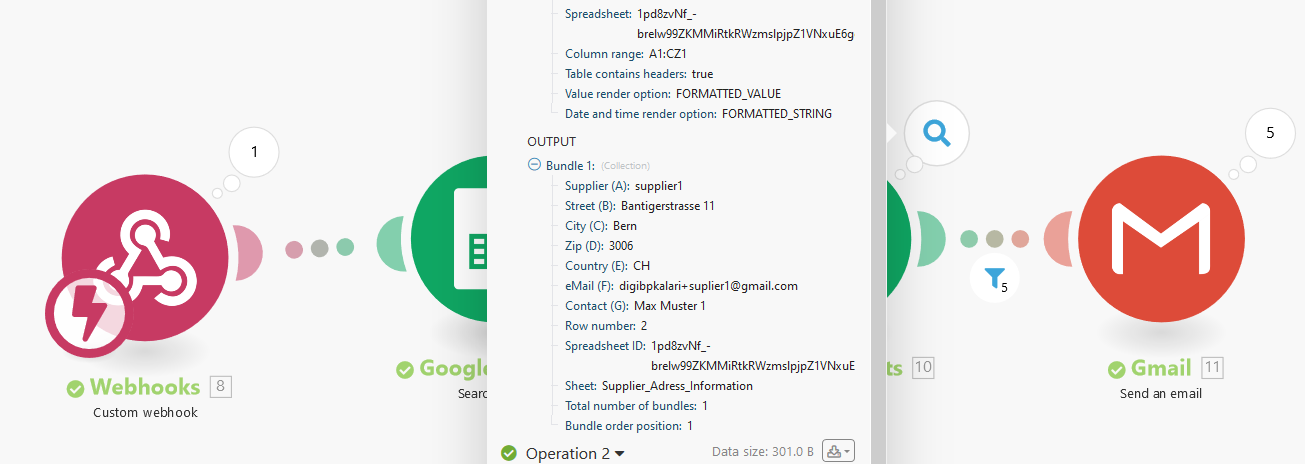 Spreadsheet: 1pd8zvNf_-
brelw99ZKMMiRtkRWzmslpjpZ1VNxuE6g
Column range: A1:CZ1
Table contains headers: true
Value render option: FORMATTED_VALUE
Date and time render option: FORMATTED_STRING
OUTPUT
Bundle 1: (Collection)
Supplier (A): supplier1
Street (B): Bantigerstrasse 11
City (C): Bern
Zip (D): 3006
Country (E): CH
eMail (F): digibpkalari+suplier1@gmail.com
Contact (G): Max Muster 1
Row number: 2
Spreadsheet ID: 1pd8zvNf_-
brelw99ZKMMiRtkRWzmslpjpZ1VNxuE
Sheet: Supplier_Adress_Information
Total number of bundles: 1
Bundle order position: 1
Operation 2
Data size: 301.0 B
1
Webhooks 8
Custom webhook
Google
Searc
ts 10
5
5
Gmail 11
Send an email